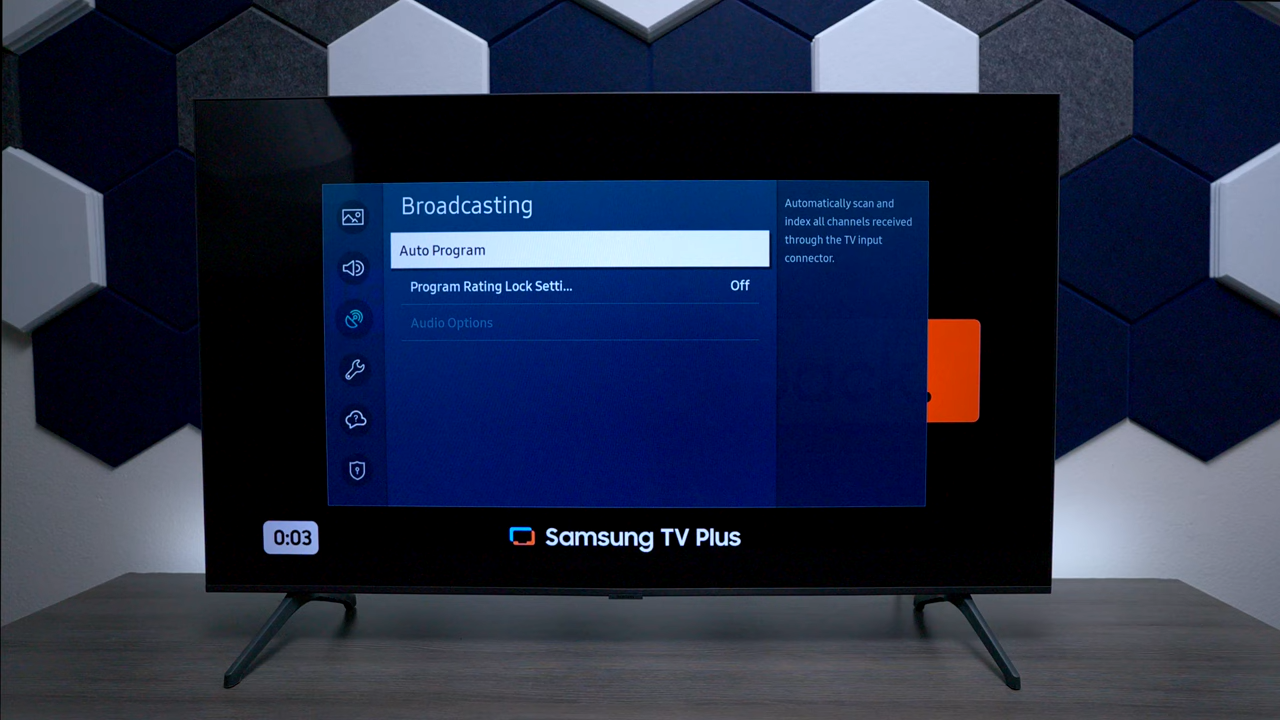 Broadcasting
Auto Program
Program Rating Lock Setti... Off
Audio Options
Automatically scan and
index all channels received
through the TV input
connector.
0:03
Samsung TV Plus